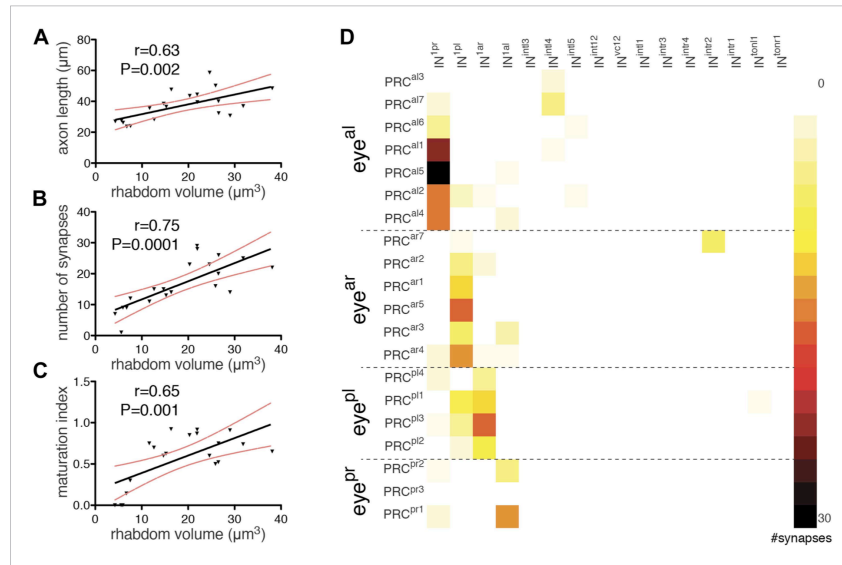 A
r=0.63
P=0.002
axon length (µm)
80
60
40
20
0
0 10 20 30 40
rhabdom volume (µm³)
B
r=0.75
P=0.0001
number of synapses
40
30
20
10
0
0 10 20 30 40
rhabdom volume (µm³)
C
r=0.65
P=0.001
maturation index
1.5
1.0
0.5
0.0
0 10 20 30 40
rhabdom volume (µm³)
D
IN¹ᵖʳ
IN¹ᵖˡ
IN¹ᵃʳ
IN¹ᵃˡ
INⁱⁿᵗˡ³
INⁱⁿᵗˡ⁴
INⁱⁿᵗˡ⁵
INⁱⁿᵗ¹²
INᵛᶜ¹²
INⁱⁿᵗˡ¹
INⁱⁿᵗʳ³
INⁱⁿᵗʳ⁴
INⁱⁿᵗʳ²
INⁱⁿᵗʳ¹
INᵗᵒⁿˡ¹
INᵗᵒⁿʳ¹
eyeᵃˡ
PRCᵃˡ³
PRCᵃˡ⁷
PRCᵃˡ⁶
PRCᵃˡ¹
PRCᵃˡ⁵
PRCᵃˡ²
PRCᵃˡ⁴
eyeᵃʳ
PRCᵃʳ⁷
PRCᵃʳ²
PRCᵃʳ¹
PRCᵃʳ⁵
PRCᵃʳ³
PRCᵃʳ⁴
eyeᵖˡ
PRCᵖˡ⁴
PRCᵖˡ¹
PRCᵖˡ³
PRCᵖˡ²
eyeᵖʳ
PRCᵖʳ²
PRCᵖʳ³
PRCᵖʳ¹
0
30
#synapses